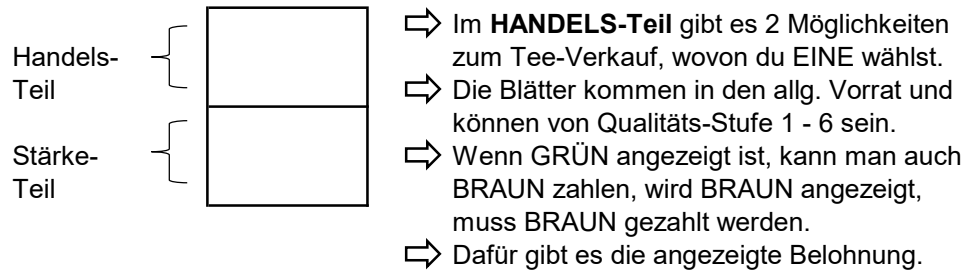 Handels-
Teil
Stärke-
Teil
Im HANDELS-Teil gibt es 2 Möglichkeiten
zum Tee-Verkauf, wovon du EINE wählst.
Die Blätter kommen in den allg. Vorrat und
können von Qualitäts-Stufe 1 - 6 sein.
Wenn GRÜN angezeigt ist, kann man auch
BRAUN zahlen, wird BRAUN angezeigt,
muss BRAUN gezahlt werden.
Dafür gibt es die angezeigte Belohnung.